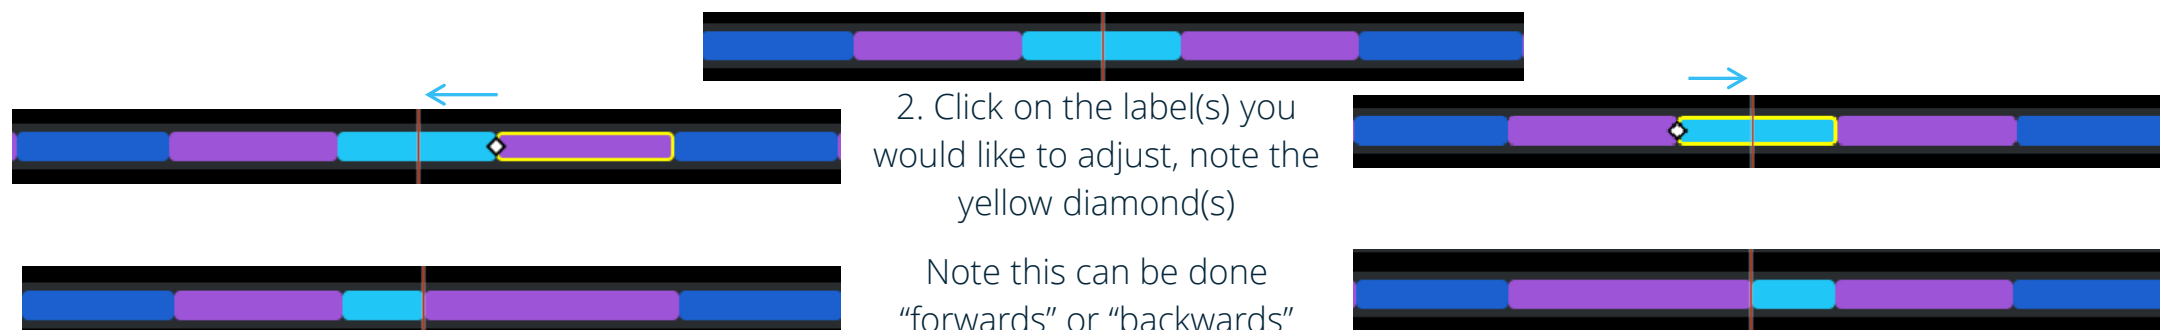 2. Click on the label(s) you
would like to adjust, note the
yellow diamond(s)
Note this can be done
“forwards” or “backwards”